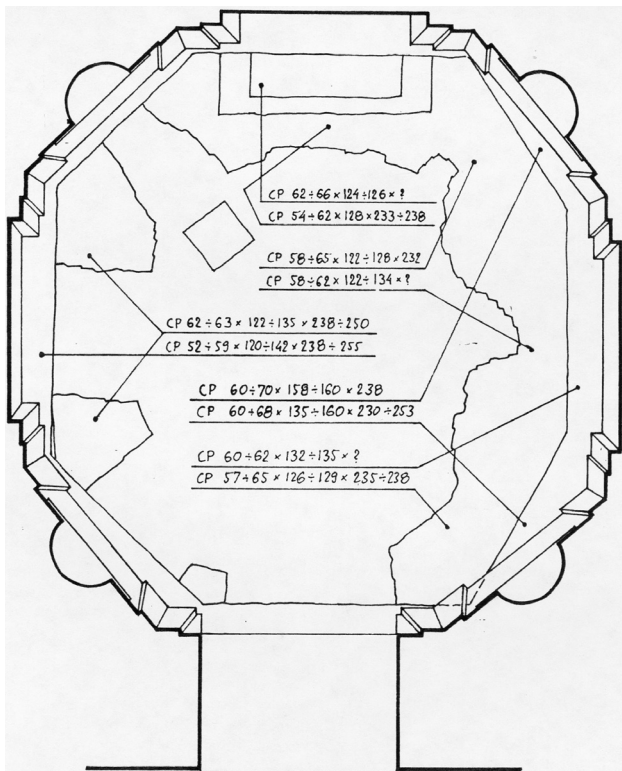 CP 62÷66×124÷126×?
CP 54÷62×128×233÷238
CP 58÷65×122÷128×232
CP 58÷62×122÷134×?
CP 62÷63×122÷135×238÷250
CP 52÷59×120÷142×238÷255
CP 60÷70×158÷160×238
CP 60÷68×135÷160×230÷253
CP 60÷62×132÷135×?
CP 57÷65×126÷129×235÷238